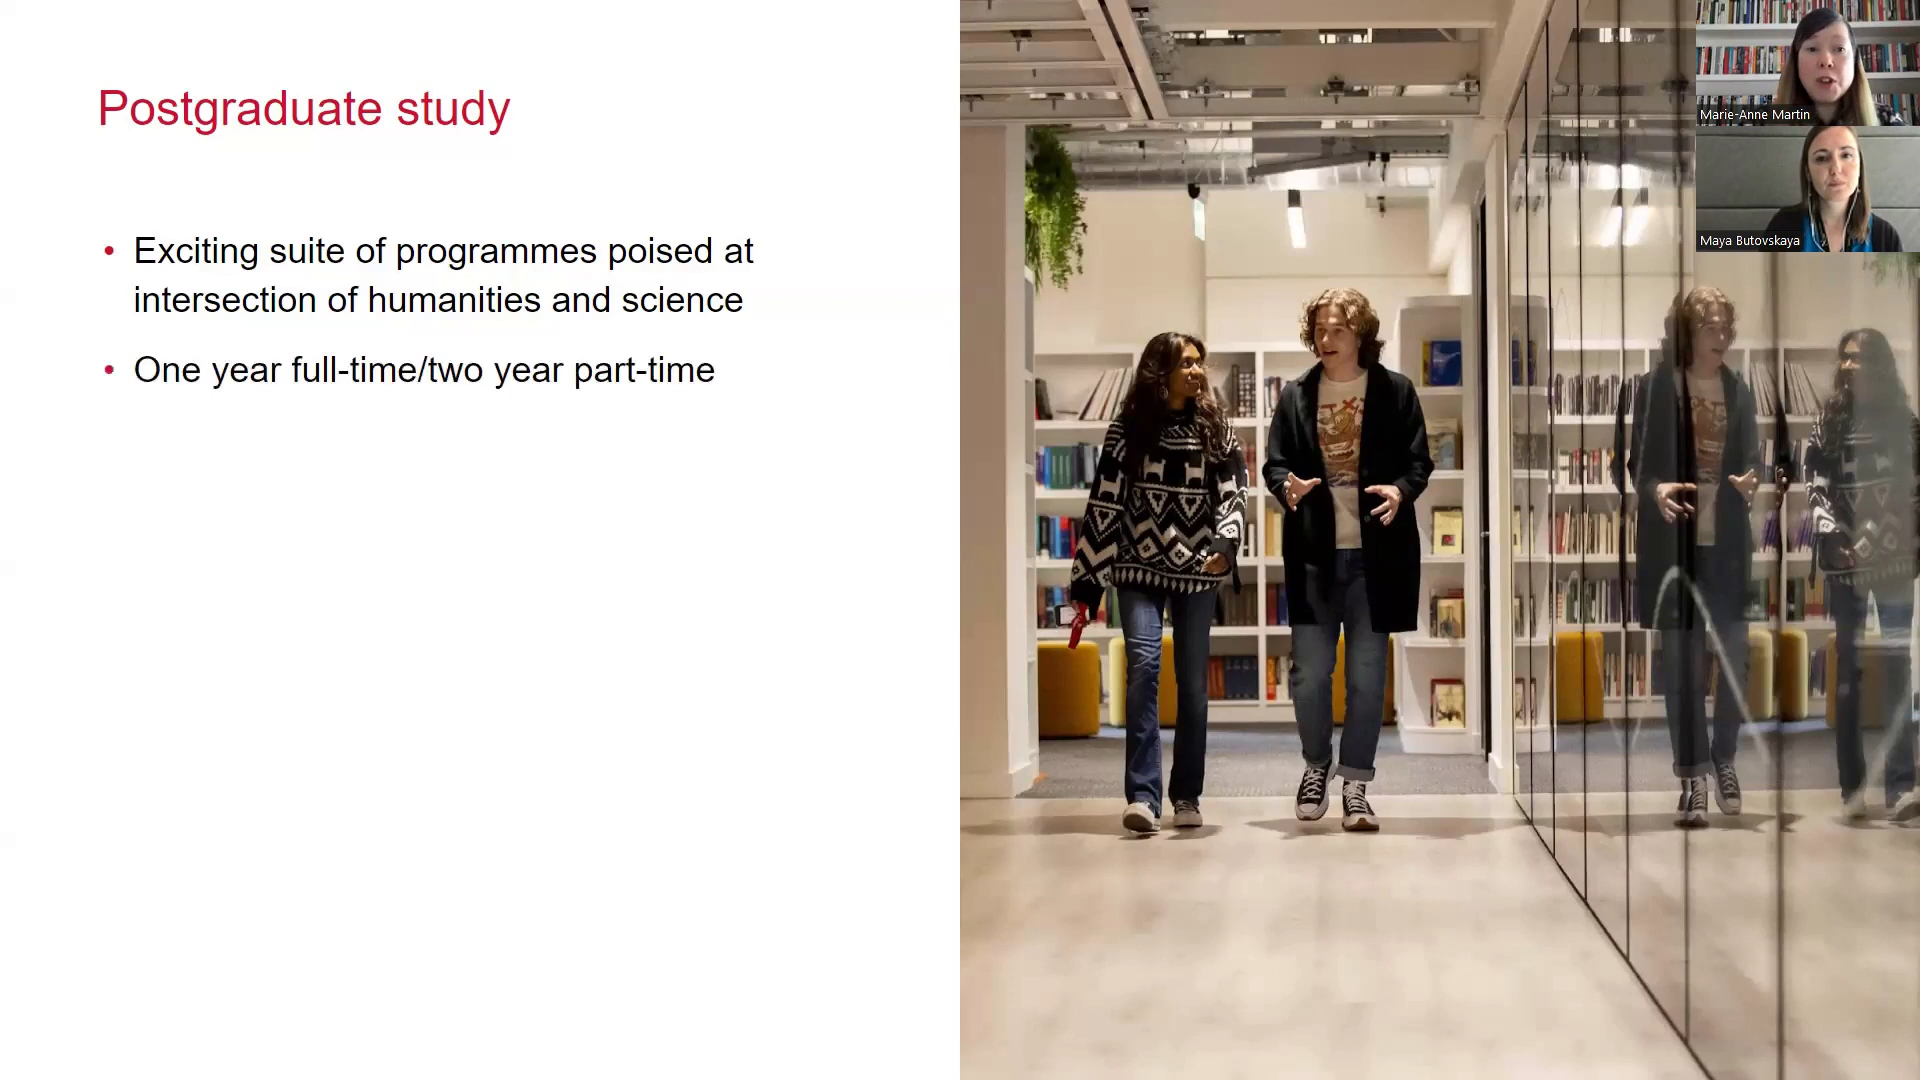 Postgraduate study
• Exciting suite of programmes poised at
intersection of humanities and science
• One year full-time/two year part-time
Marie-Anne Martin
Maya Butovskaya